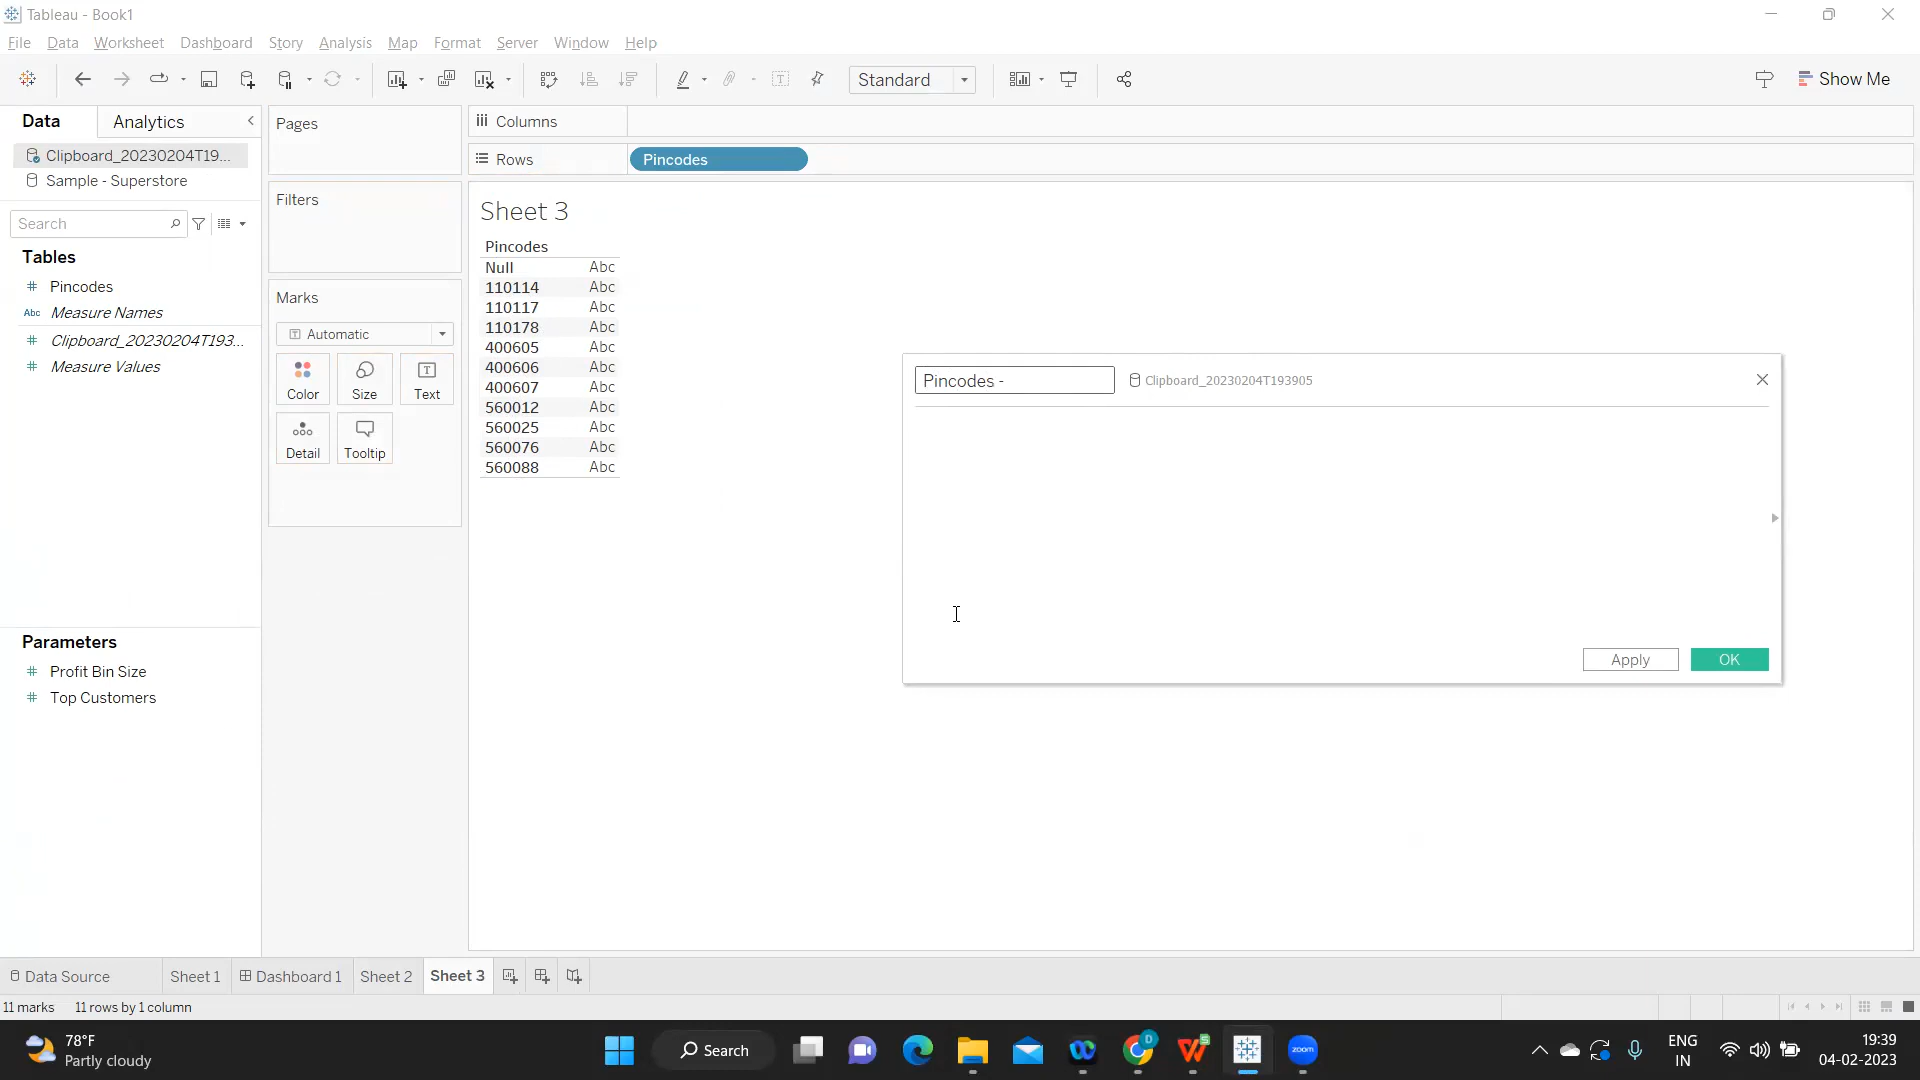 Tableau - Book1
File Data Worksheet Dashboard Story Analysis Map Format Server Window Help
Standard
Show Me
Data Analytics
Clipboard_20230204T19...
Sample - Superstore
Search
Tables
Pincodes
Abc Measure Names
Clipboard_20230204T193...
Measure Values
Parameters
Profit Bin Size
Top Customers
Pages
Filters
Marks
Automatic
Color Size Text
Detail Tooltip
Columns
Rows Pincodes
Sheet 3
Pincodes
Null Abc
110114 Abc
110117 Abc
110178 Abc
400605 Abc
400606 Abc
400607 Abc
560012 Abc
560025 Abc
560076 Abc
560088 Abc
Pincodes - Clipboard_20230204T193905
Apply OK
Data Source Sheet 1 Dashboard 1 Sheet 2 Sheet 3
11 marks 11 rows by 1 column
78°F
Partly cloudy
Search
zoom
ENG
IN
19:39
04-02-2023